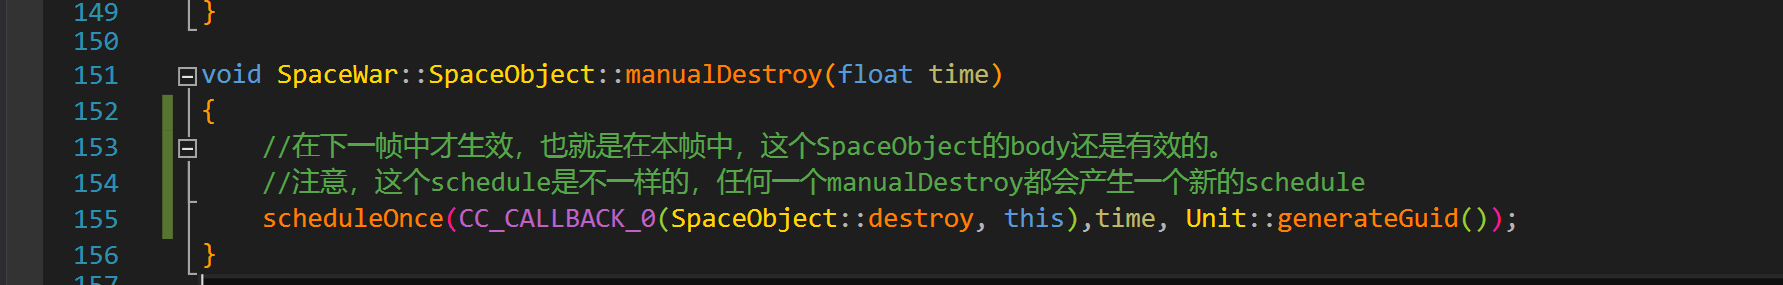 149 }
150
151 void SpaceWar::SpaceObject::manualDestroy(float time)
152 {
153 //在下一帧中才生效，也就是在本帧中，这个SpaceObject的body还是有效的。
154 //注意，这个schedule是不一样的，任何一个manualDestroy都会产生一个新的schedule
155 scheduleOnce(CC_CALLBACK_0(SpaceObject::destroy, this),time, Unit::generateGuid());
156 }
157